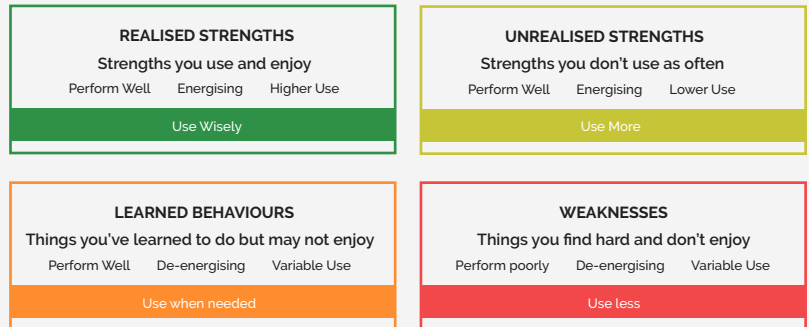 REALISED STRENGTHS
Strengths you use and enjoy
Perform Well Energising Higher Use
Use Wisely
UNREALISED STRENGTHS
Strengths you don't use as often
Perform Well Energising Lower Use
Use More
LEARNED BEHAVIOURS
Things you've learned to do but may not enjoy
Perform Well De-energising Variable Use
Use when needed
WEAKNESSES
Things you find hard and don't enjoy
Perform poorly De-energising Variable Use
Use less